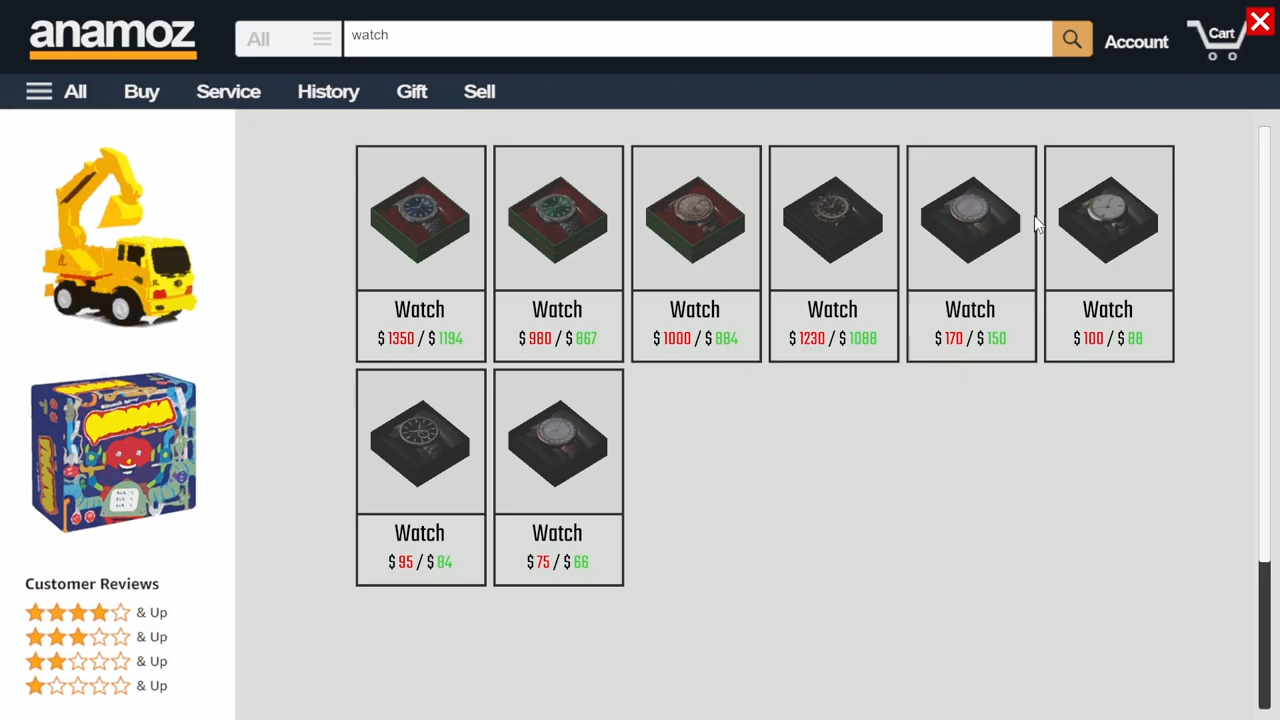 anamoz
All
watch
Account
Cart
All
Buy
Service
History
Gift
Sell
Watch
$ 1350 / $ 1194
Watch
$ 980 / $ 867
Watch
$ 1000 / $ 884
Watch
$ 1230 / $ 1088
Watch
$ 170 / $ 150
Watch
$ 100 / $ 88
Watch
$ 95 / $ 84
Watch
$ 75 / $ 66
Customer Reviews
& Up
& Up
& Up
& Up